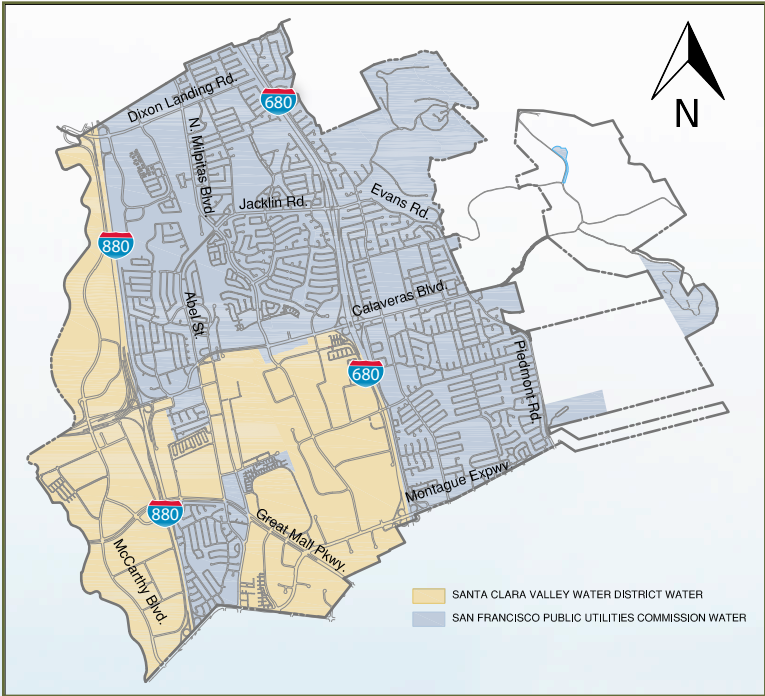 Dixon Landing Rd.
680
N
N. Milpitas Blvd.
Jacklin Rd.
Evans Rd.
880
Abel St.
Calaveras Blvd.
680
Piedmont Rd.
Montague Expwy
880
Great Mall Pkwy.
McCarthy Blvd.
SANTA CLARA VALLEY WATER DISTRICT WATER
SAN FRANCISCO PUBLIC UTILITIES COMMISSION WATER